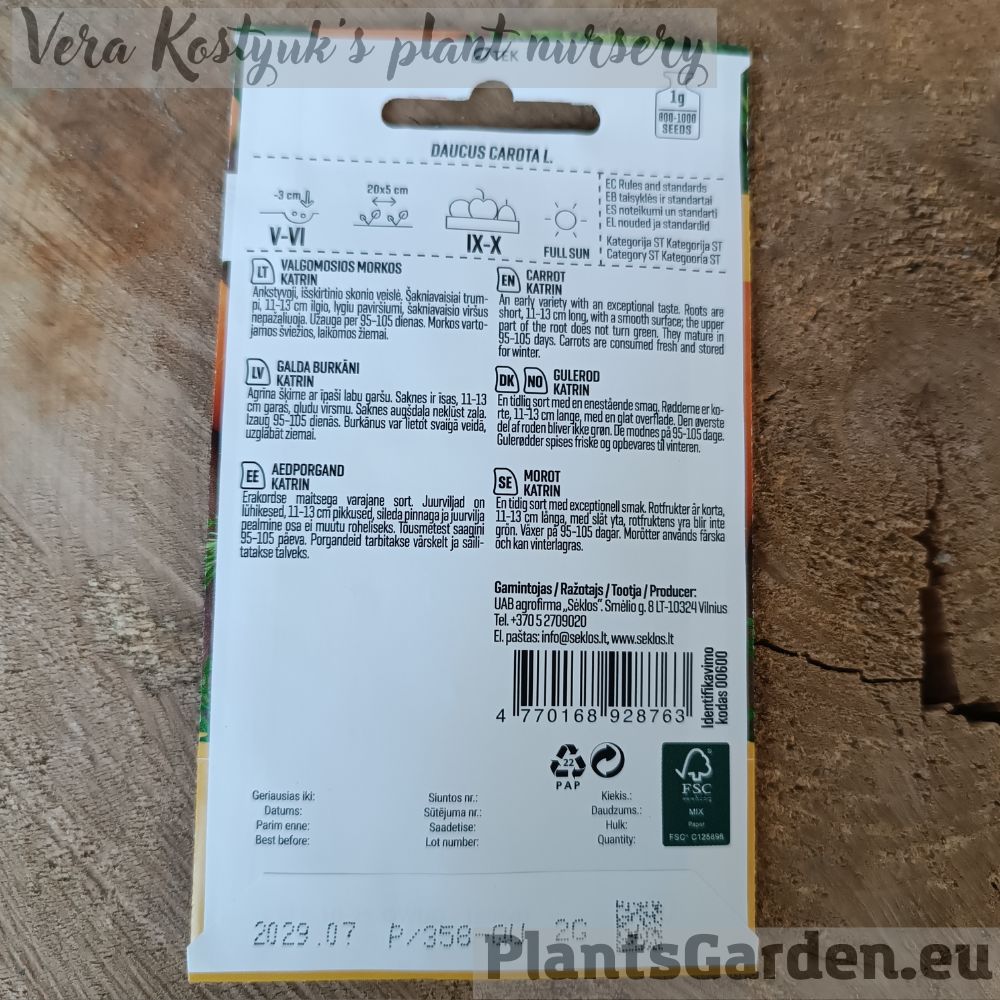 Vera Kostyuk's plant nursery
1g
800-1000
SEEDS
DAUCUS CAROTA L.
-3 cm
V-VI
20x5 cm
IX-X
FULL SUN
EC Rules and standards
EB taisyklės ir standartai
ES noteikumi un standarti
EL nõuded ja standardid
Kategorija ST Kategorija ST
Category ST Kategooria ST
LT VALGOMOSIOS MORKOS
KATRIN
Ankstyvoji, išskirtinio skonio veislė. Šakniavaisiai trum-
pi, 11-13 cm ilgio, lygiu paviršiumi, šakniavaisio viršus
nepažaliuoja. Užauga per 95-105 dienas. Morkos varto-
jamos šviežios, laikomos žiemai.
EN CARROT
KATRIN
An early variety with an exceptional taste. Roots are
short, 11-13 cm long, with a smooth surface; the upper
part of the root does not turn green. They mature in
95-105 days. Carrots are consumed fresh and stored
for winter.
LV GALDA BURKĀNI
KATRIN
Agrīna šķirne ar īpaši labu garšu. Saknes ir īsas, 11-13
cm garas, gludu virsmu. Saknes augšdaļa nekļūst zaļa.
Izaug 95-105 dienās. Burkānus var lietot svaigā veidā,
uzglabāt ziemai.
DK NO GULEROD
KATRIN
En tidlig sort med en enestående smag. Rødderne er ko-
rte, 11-13 cm lange, med en glat overflade. Den øverste
del af roden bliver ikke grøn. De modnes på 95-105 dage.
Gulerødder spises friske og opbevares til vinteren.
EE AEDPORGAND
KATRIN
Erakordse maitsega varajane sort. Juurviljad on
lühikesed, 11-13 cm pikkused, sileda pinnaga ja juurvilja
pealmine osa ei muutu roheliseks. Tõusmetest saagini
95-105 päeva. Porgandeid tarbitakse värskelt ja säili-
tatakse talveks.
SE MOROT
KATRIN
En tidig sort med exceptionell smak. Rotfrukter är korta,
11-13 cm långa, med slät yta, rotfruktens yra blir inte
grön. Växer på 95-105 dagar. Morötter används färska
och kan vinterlagras.
Gamintojas / Ražotajs / Tootja / Producer:
UAB agrofirma „Sėklos". Smėlio g. 8 LT-10324 Vilnius
Tel. +370 5 2709020
El. paštas: info@seklos.lt, www.seklos.lt
4 770168 928763
Identifikavimo
kodas 00600
22
PAP
FSC
MIX
Paper
FSC® C125898
Geriausias iki:
Datums:
Parim enne:
Best before:
Siuntos nr.:
Sūtējuma nr.:
Saadetise:
Lot number:
Kiekis.:
Daudzums.:
Hulk:
Quantity:
2029.07 P/358 2G
PlantsGarden.eu